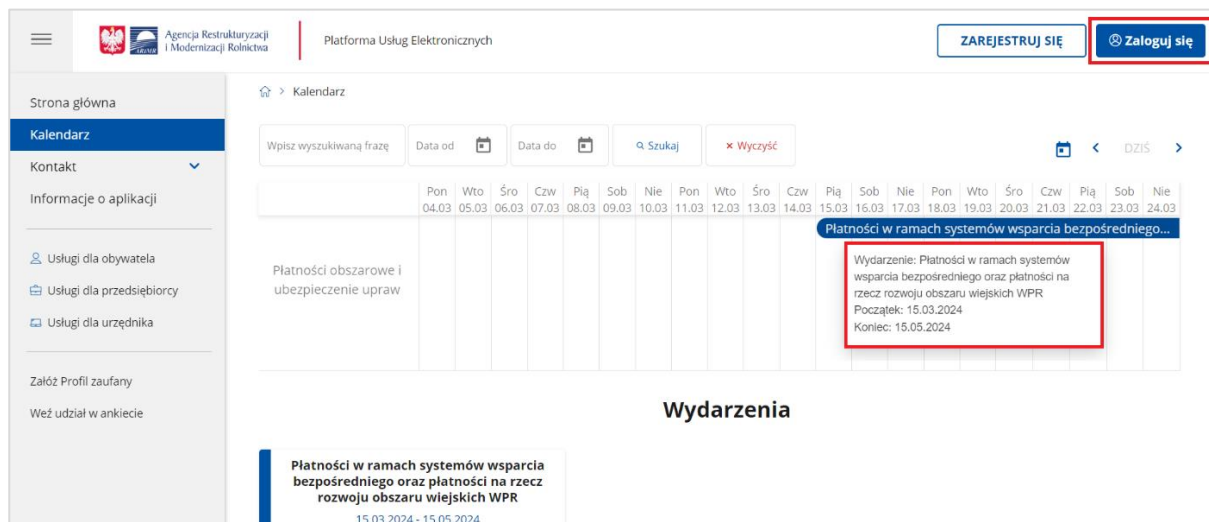 Agencja Restrukturyzacji
i Modernizacji Rolnictwa
ARiMR
Platforma Usług Elektronicznych
ZAREJESTRUJ SIĘ
Zaloguj się
Strona główna
Kalendarz
Kontakt
Informacje o aplikacji
Usługi dla obywatela
Usługi dla przedsiębiorcy
Usługi dla urzędnika
Załóż Profil zaufany
Weź udział w ankiecie
> Kalendarz
Wpisz wyszukiwaną frazę Data od Data do Szukaj × Wyczyść DZIŚ
Pon Wto Śro Czw Pią Sob Nie Pon Wto Śro Czw Pią Sob Nie Pon Wto Śro Czw Pią Sob Nie
04.03 05.03 06.03 07.03 08.03 09.03 10.03 11.03 12.03 13.03 14.03 15.03 16.03 17.03 18.03 19.03 20.03 21.03 22.03 23.03 24.03
Płatności w ramach systemów wsparcia bezpośredniego...
Płatności obszarowe i
ubezpieczenie upraw
Wydarzenie: Płatności w ramach systemów
wsparcia bezpośredniego oraz płatności na
rzecz rozwoju obszaru wiejskich WPR
Początek: 15.03.2024
Koniec: 15.05.2024
Wydarzenia
Płatności w ramach systemów wsparcia
bezpośredniego oraz płatności na rzecz
rozwoju obszaru wiejskich WPR
15.03.2024 - 15.05.2024